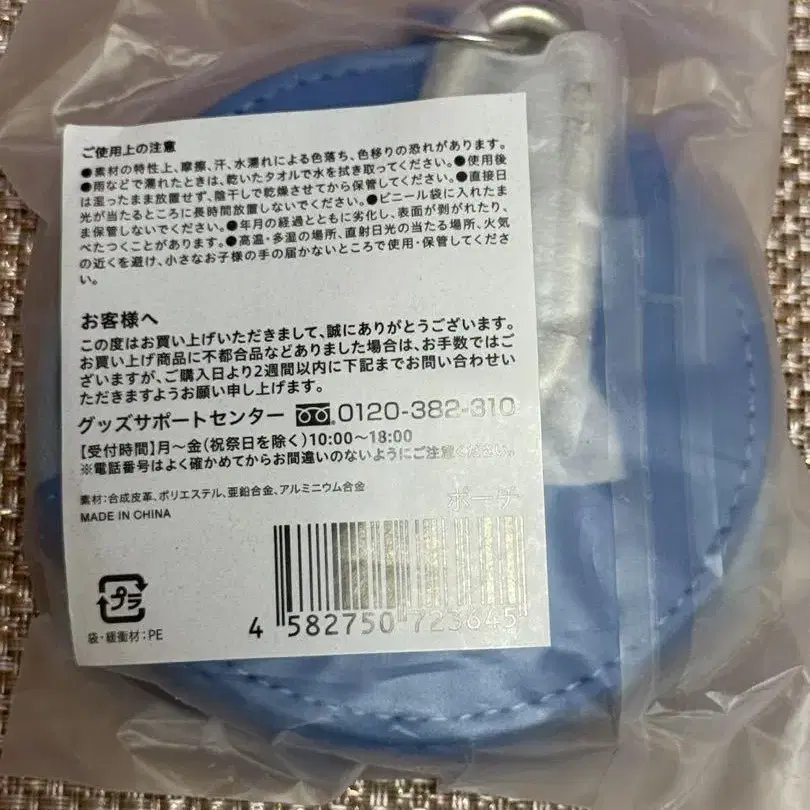 ご使用上の注意
●素材の特性上、摩擦、汗、水濡れによる色落ち、色移りの恐れがあります。
●雨などで濡れたときは、乾いたタオルで水を拭き取ってください。●使用後
は湿ったまま放置せず、陰干しで乾燥させてから保管してください。●直接日
光が当たるところに長時間放置しないでください。●ビニール袋に入れたま
ま保管しないでください。●年月の経過とともに劣化し、表面が剥がれたり、
べたつくことがあります。●高温・多湿の場所、直射日光の当たる場所、火気
の近くを避け、小さなお子様の手の届かないところで使用・保管してくださ
い。
お客様へ
この度はお買い上げいただきまして、誠にありがとうございます。
お買い上げ商品に不都合品などありました場合は、お手数ではご
ざいますが、ご購入日より2週間以内に下記までお問い合わせい
ただきますようお願い申し上げます。
グッズサポートセンター 0120-382-310
【受付時間】月〜金(祝祭日を除く)10:00〜18:00
※電話番号はよく確かめてからお間違いのないようにご注意ください。
素材:合成皮革、ポリエステル、亜鉛合金、アルミニウム合金
MADE IN CHINA
ポーチ
プラ
袋・緩衝材:PE
4 582750 723645